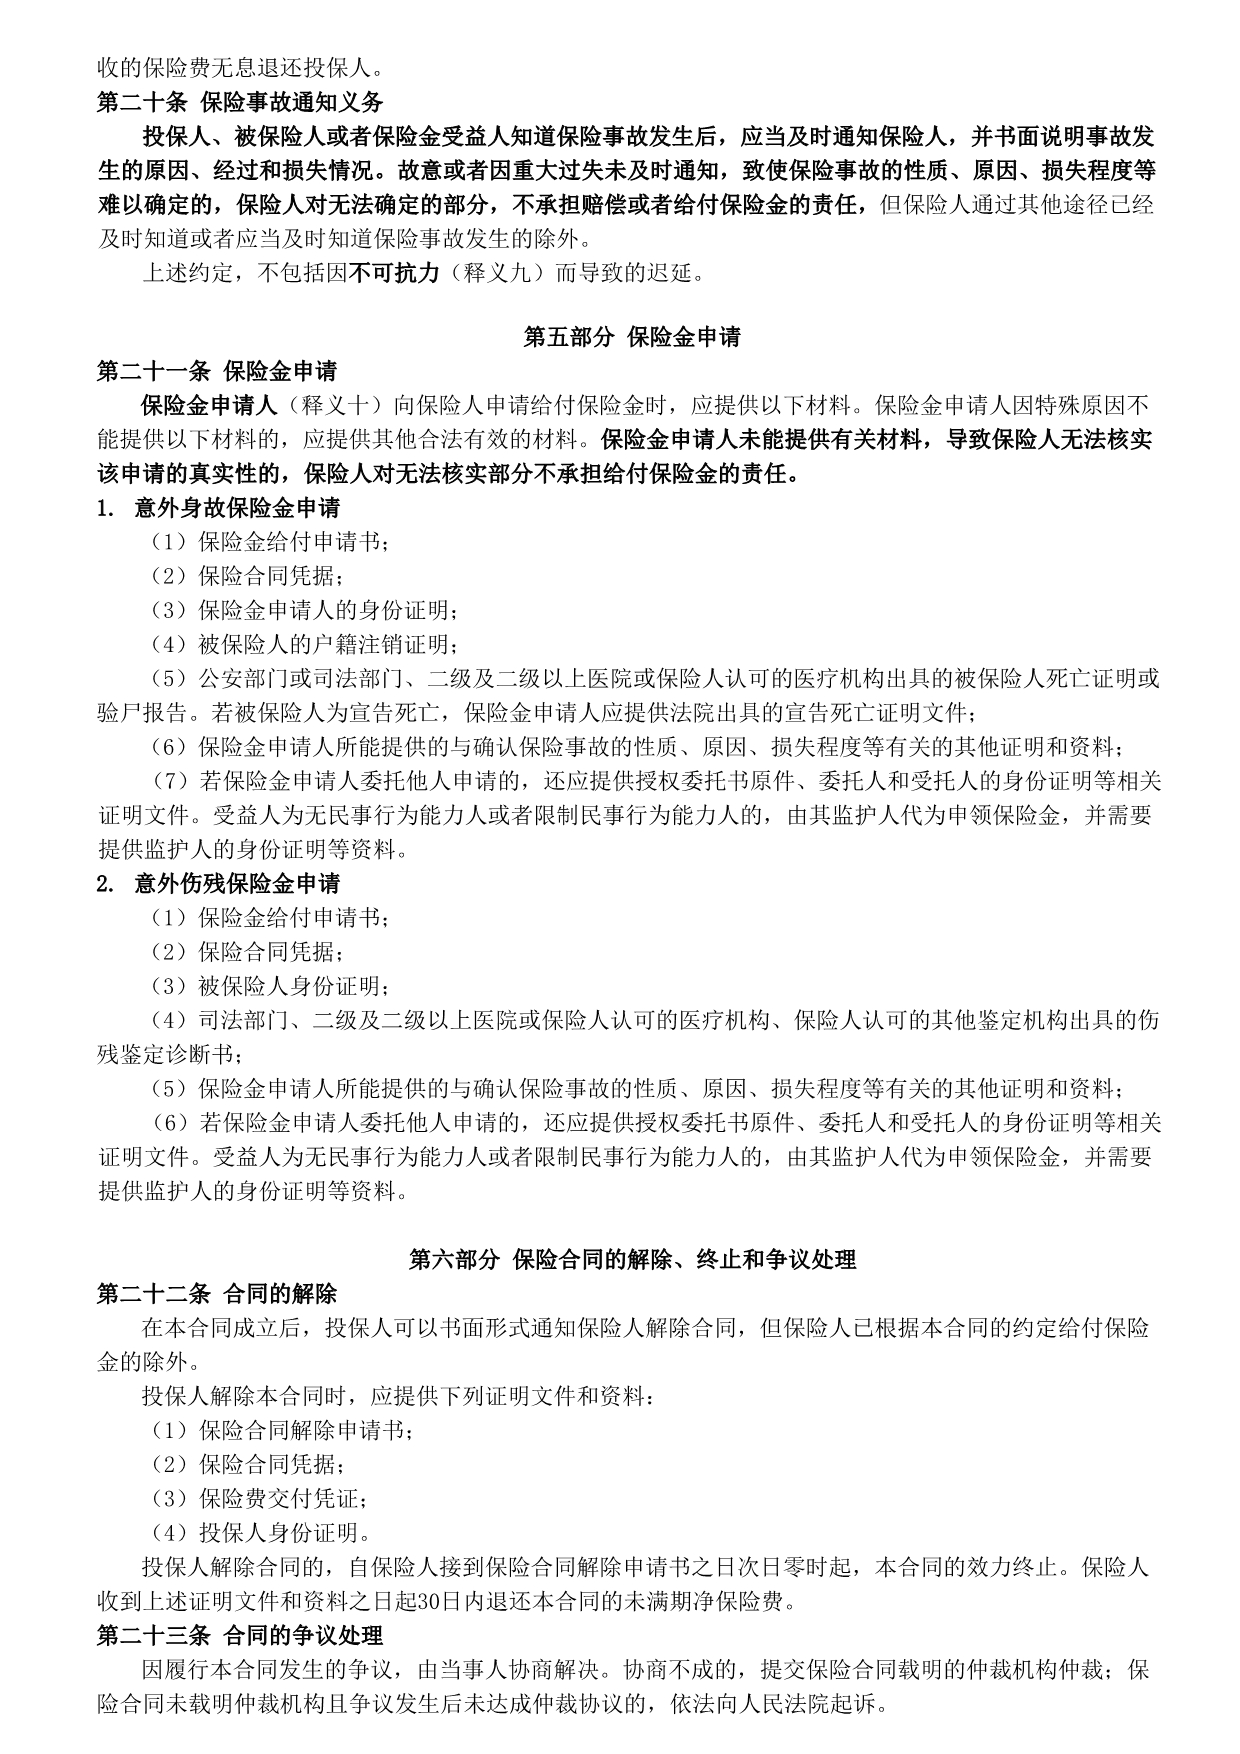 收的保险费无息退还投保人。
第二十条 保险事故通知义务
投保人、被保险人或者保险金受益人知道保险事故发生后，应当及时通知保险人，并书面说明事故发
生的原因、经过和损失情况。故意或者因重大过失未及时通知，致使保险事故的性质、原因、损失程度等
难以确定的，保险人对无法确定的部分，不承担赔偿或者给付保险金的责任，但保险人通过其他途径已经
及时知道或者应当及时知道保险事故发生的除外。
上述约定，不包括因不可抗力（释义九）而导致的迟延。
第五部分 保险金申请
第二十一条 保险金申请
保险金申请人（释义十）向保险人申请给付保险金时，应提供以下材料。保险金申请人因特殊原因不
能提供以下材料的，应提供其他合法有效的材料。保险金申请人未能提供有关材料，导致保险人无法核实
该申请的真实性的，保险人对无法核实部分不承担给付保险金的责任。
1. 意外身故保险金申请
（1）保险金给付申请书；
（2）保险合同凭据；
（3）保险金申请人的身份证明；
（4）被保险人的户籍注销证明；
（5）公安部门或司法部门、二级及二级以上医院或保险人认可的医疗机构出具的被保险人死亡证明或
验尸报告。若被保险人为宣告死亡，保险金申请人应提供法院出具的宣告死亡证明文件；
（6）保险金申请人所能提供的与确认保险事故的性质、原因、损失程度等有关的其他证明和资料；
（7）若保险金申请人委托他人申请的，还应提供授权委托书原件、委托人和受托人的身份证明等相关
证明文件。受益人为无民事行为能力人或者限制民事行为能力人的，由其监护人代为申领保险金，并需要
提供监护人的身份证明等资料。
2. 意外伤残保险金申请
（1）保险金给付申请书；
（2）保险合同凭据；
（3）被保险人身份证明；
（4）司法部门、二级及二级以上医院或保险人认可的医疗机构、保险人认可的其他鉴定机构出具的伤
残鉴定诊断书；
（5）保险金申请人所能提供的与确认保险事故的性质、原因、损失程度等有关的其他证明和资料；
（6）若保险金申请人委托他人申请的，还应提供授权委托书原件、委托人和受托人的身份证明等相关
证明文件。受益人为无民事行为能力人或者限制民事行为能力人的，由其监护人代为申领保险金，并需要
提供监护人的身份证明等资料。
第六部分 保险合同的解除、终止和争议处理
第二十二条 合同的解除
在本合同成立后，投保人可以书面形式通知保险人解除合同，但保险人已根据本合同的约定给付保险
金的除外。
投保人解除本合同时，应提供下列证明文件和资料：
（1）保险合同解除申请书；
（2）保险合同凭据；
（3）保险费交付凭证；
（4）投保人身份证明。
投保人解除合同的，自保险人接到保险合同解除申请书之日次日零时起，本合同的效力终止。保险人
收到上述证明文件和资料之日起30日内退还本合同的未满期净保险费。
第二十三条 合同的争议处理
因履行本合同发生的争议，由当事人协商解决。协商不成的，提交保险合同载明的仲裁机构仲裁；保
险合同未载明仲裁机构且争议发生后未达成仲裁协议的，依法向人民法院起诉。